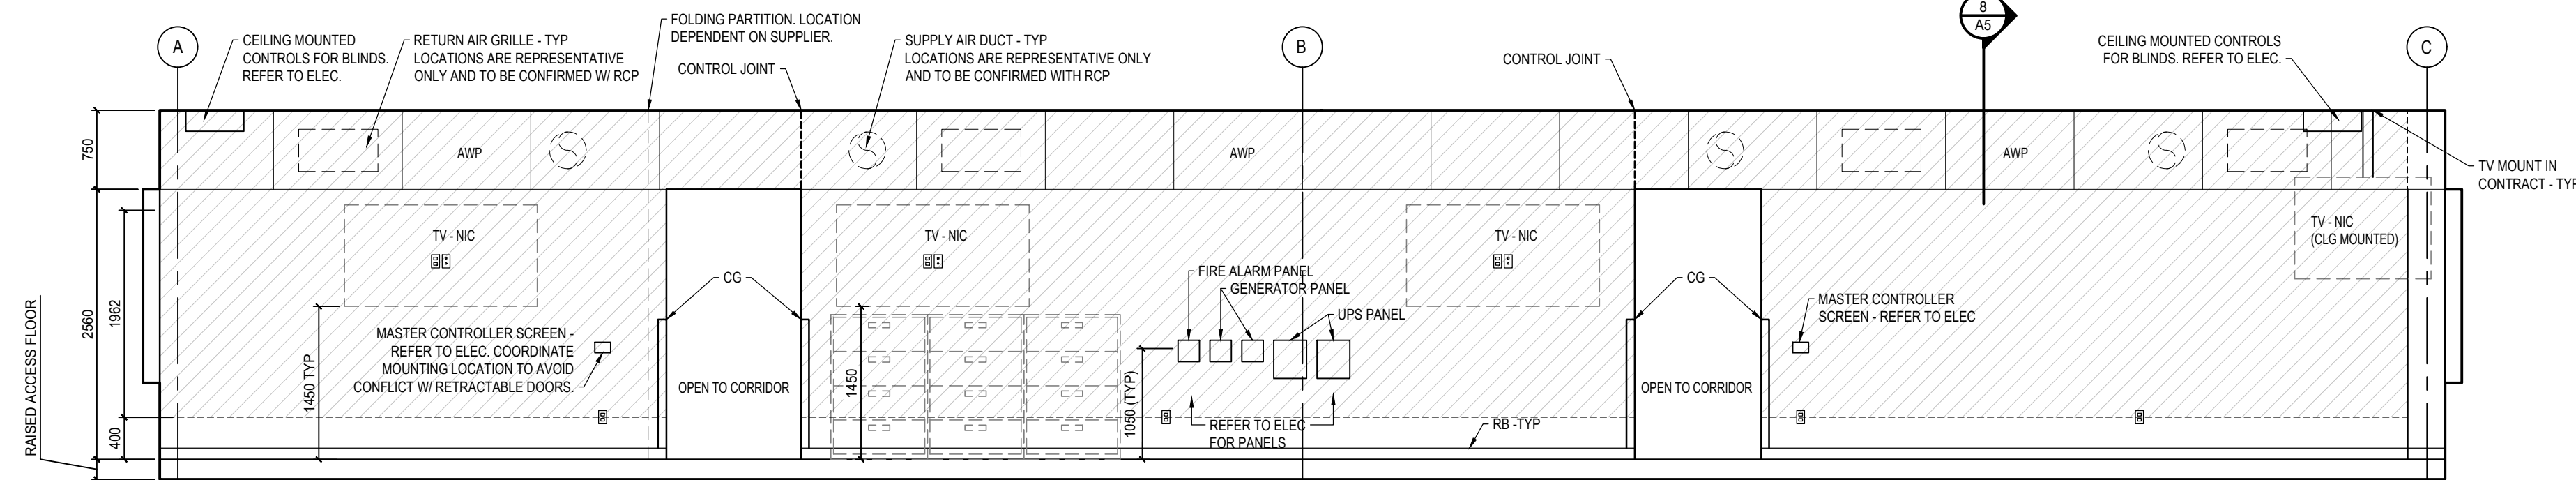 A
CEILING MOUNTED
CONTROLS FOR BLINDS.
REFER TO ELEC.
RETURN AIR GRILLE - TYP
LOCATIONS ARE REPRESENTATIVE
ONLY AND TO BE CONFIRMED W/ RCP
FOLDING PARTITION. LOCATION
DEPENDENT ON SUPPLIER.
CONTROL JOINT
SUPPLY AIR DUCT - TYP
LOCATIONS ARE REPRESENTATIVE ONLY
AND TO BE CONFIRMED WITH RCP
B
CONTROL JOINT
8
A5
CEILING MOUNTED CONTROLS
FOR BLINDS. REFER TO ELEC.
C
750
AWP
AWP
AWP
TV MOUNT IN
CONTRACT - TYP
TV - NIC
TV - NIC
TV - NIC
TV - NIC
(CLG MOUNTED)
RAISED ACCESS FLOOR
2560
1962
400
1450 TYP
MASTER CONTROLLER SCREEN -
REFER TO ELEC. COORDINATE
MOUNTING LOCATION TO AVOID
CONFLICT W/ RETRACTABLE DOORS.
CG
OPEN TO CORRIDOR
1450
1050 (TYP)
FIRE ALARM PANEL
GENERATOR PANEL
UPS PANEL
REFER TO ELEC
FOR PANELS
RB -TYP
CG
OPEN TO CORRIDOR
MASTER CONTROLLER
SCREEN - REFER TO ELEC